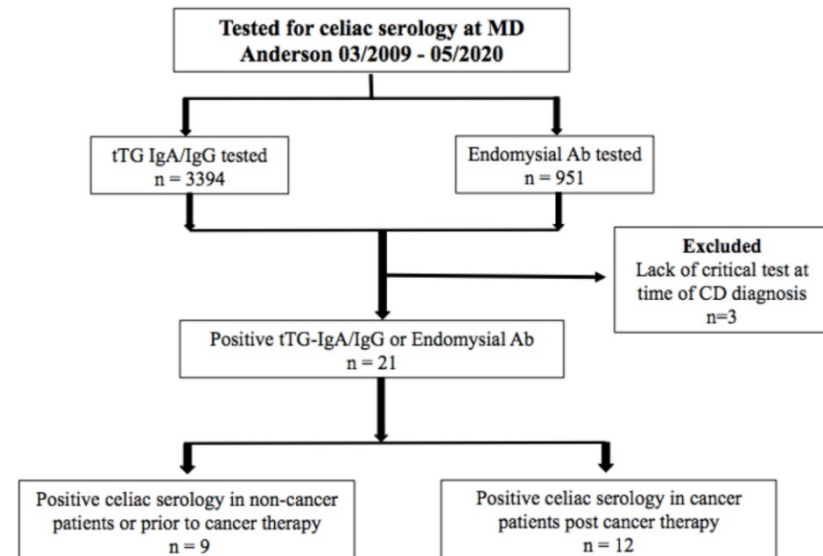 Tested for celiac serology at MD
Anderson 03/2009 - 05/2020
tTG IgA/IgG tested
n = 3394
Endomysial Ab tested
n = 951
Excluded
Lack of critical test at
time of CD diagnosis
n=3
Positive tTG-IgA/IgG or Endomysial Ab
n = 21
Positive celiac serology in non-cancer
patients or prior to cancer therapy
n = 9
Positive celiac serology in cancer
patients post cancer therapy
n = 12